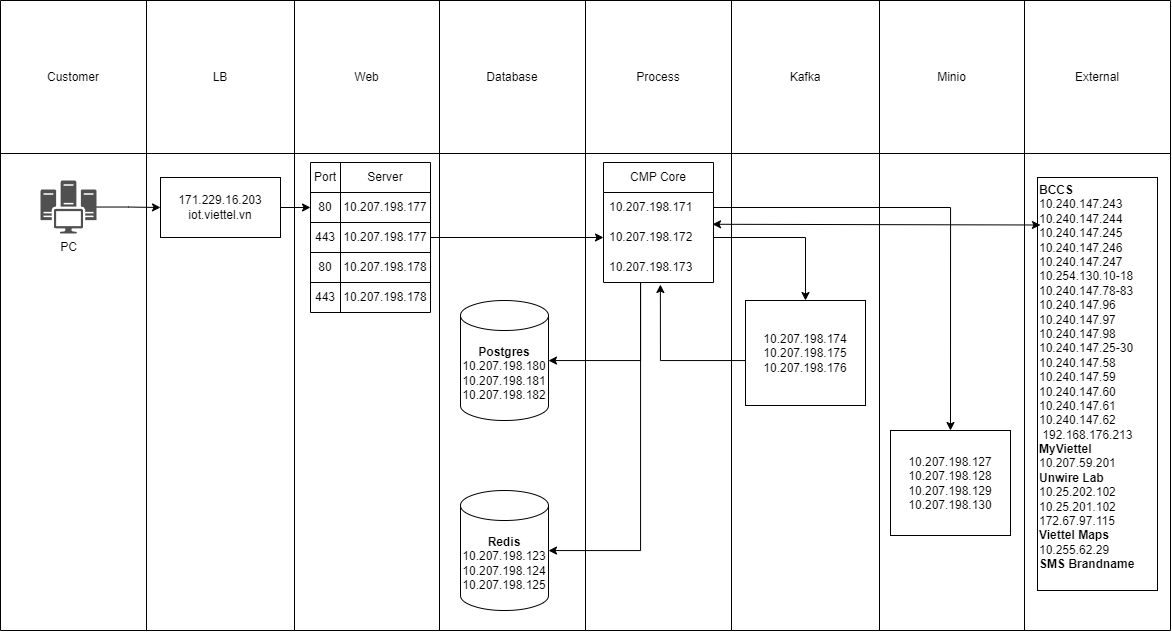 Customer
LB
Web
Database
Process
Kafka
Minio
External
PC
171.229.16.203
iot.viettel.vn
Port Server
80 10.207.198.177
443 10.207.198.177
80 10.207.198.178
443 10.207.198.178
Postgres
10.207.198.180
10.207.198.181
10.207.198.182
Redis
10.207.198.123
10.207.198.124
10.207.198.125
CMP Core
10.207.198.171
10.207.198.172
10.207.198.173
10.207.198.174
10.207.198.175
10.207.198.176
10.207.198.127
10.207.198.128
10.207.198.129
10.207.198.130
BCCS
10.240.147.243
10.240.147.244
10.240.147.245
10.240.147.246
10.240.147.247
10.254.130.10-18
10.240.147.78-83
10.240.147.96
10.240.147.97
10.240.147.98
10.240.147.25-30
10.240.147.58
10.240.147.59
10.240.147.60
10.240.147.61
10.240.147.62
192.168.176.213
MyViettel
10.207.59.201
Unwire Lab
10.25.202.102
10.25.201.102
172.67.97.115
Viettel Maps
10.255.62.29
SMS Brandname